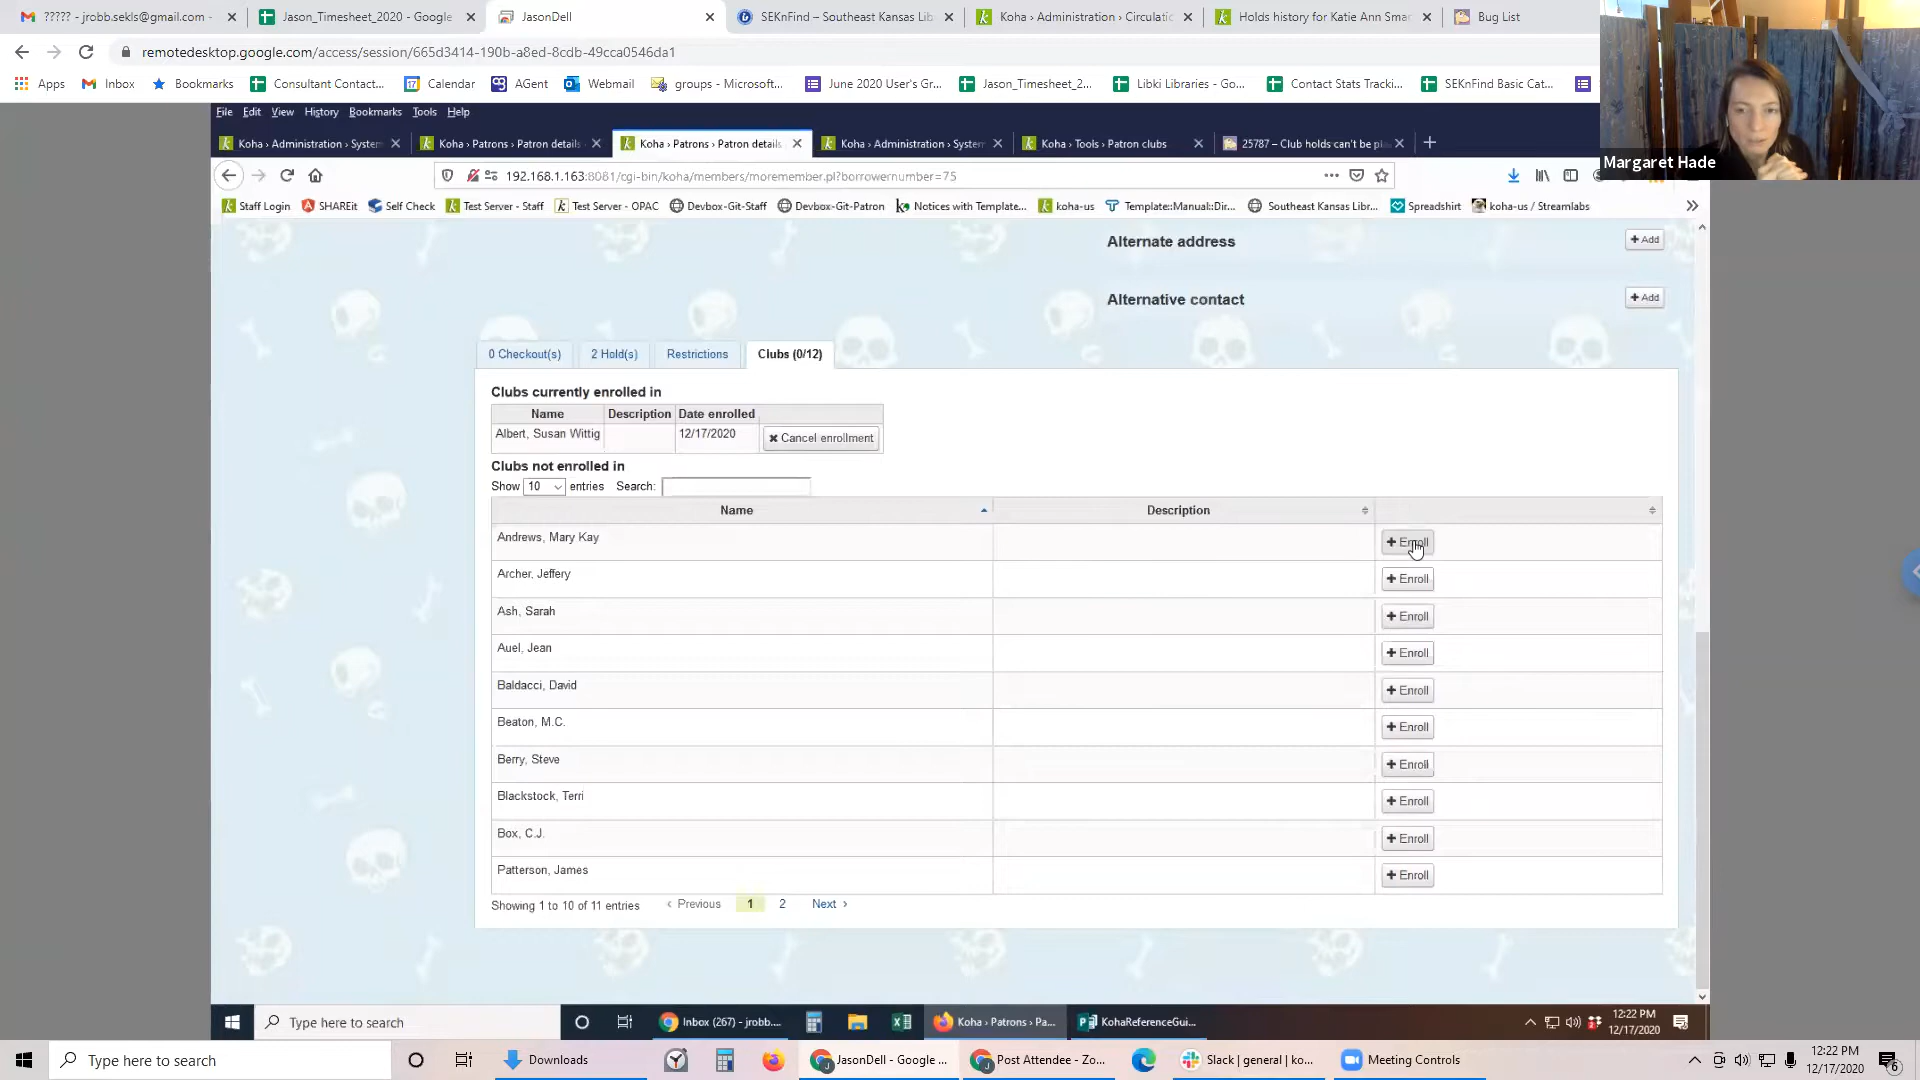 ????? - jrobb.sekls@gmail.com -
Jason_Timesheet_2020 - Google
JasonDell
SEKnFind – Southeast Kansas Lib
Koha › Administration › Circulatio
Holds history for Katie Ann Smar
Bug List
remotedesktop.google.com/access/session/665d3414-190b-a8ed-8cdb-49cca0546da1
Apps
Inbox
Bookmarks
Consultant Contact...
Calendar
AGent
Webmail
groups - Microsoft...
June 2020 User's Gr...
Jason_Timesheet_2...
Libki Libraries - Go...
Contact Stats Tracki...
SEKnFind Basic Cat...
File Edit View History Bookmarks Tools Help
Koha › Administration › System
Koha › Patrons › Patron details
Koha › Patrons › Patron details
Koha › Administration › System
Koha › Tools › Patron clubs
25787 – Club holds can't be pl
Margaret Hade
192.168.1.163:8081/cgi-bin/koha/members/moremember.pl?borrowernumber=75
Staff Login
SHAREit
Self Check
Test Server - Staff
Test Server - OPAC
Devbox-Git-Staff
Devbox-Git-Patron
Notices with Template...
koha-us
Template::Manual::Dir...
Southeast Kansas Libr...
Spreadshirt
koha-us / Streamlabs
Alternate address
+ Add
Alternative contact
+ Add
0 Checkout(s)
2 Hold(s)
Restrictions
Clubs (0/12)
Clubs currently enrolled in
Name Description Date enrolled
Albert, Susan Wittig 12/17/2020 Cancel enrollment
Clubs not enrolled in
Show 10 entries Search:
Name Description
Andrews, Mary Kay + Enroll
Archer, Jeffery + Enroll
Ash, Sarah + Enroll
Auel, Jean + Enroll
Baldacci, David + Enroll
Beaton, M.C. + Enroll
Berry, Steve + Enroll
Blackstock, Terri + Enroll
Box, C.J. + Enroll
Patterson, James + Enroll
Showing 1 to 10 of 11 entries ‹ Previous 1 2 Next ›
Type here to search
Inbox (267) - jrobb....
Koha › Patrons › Pa...
KohaReferenceGui...
12:22 PM
12/17/2020
Type here to search
Downloads
JasonDell - Google ...
Post Attendee - Zo...
Slack | general | ko...
Meeting Controls
12:22 PM
12/17/2020
6